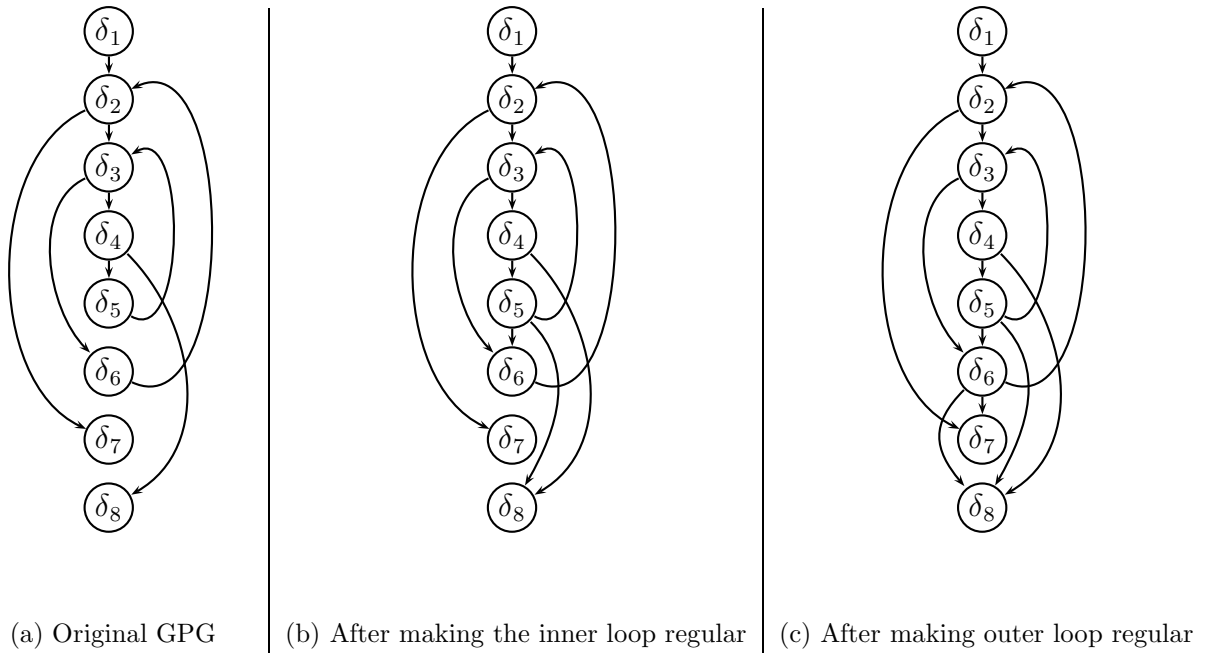 δ1
δ2
δ3
δ4
δ5
δ6
δ7
δ8
(a) Original GPG
δ1
δ2
δ3
δ4
δ5
δ6
δ7
δ8
(b) After making the inner loop regular
δ1
δ2
δ3
δ4
δ5
δ6
δ7
δ8
(c) After making outer loop regular